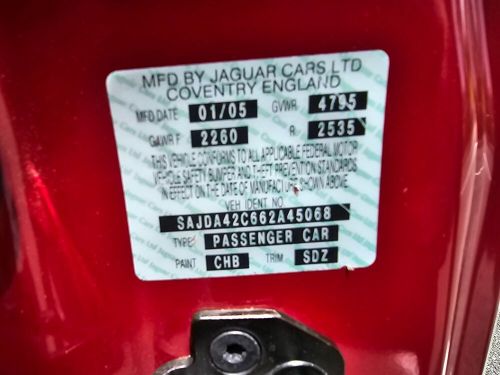 MFD BY JAGUAR CARS LTD
COVENTRY ENGLAND
MFD DATE 01/05 GVWR 4795
GAWR F 2260 R 2535
THIS VEHICLE CONFORMS TO ALL APPLICABLE FEDERAL MOTOR
VEHICLE SAFETY BUMPER AND THEFT PREVENTION STANDARDS
IN EFFECT ON THE DATE OF MANUFACTURE SHOWN ABOVE
VEH IDENT NO.
SAJDA42C662A45068
TYPE PASSENGER CAR
PAINT CHB TRIM SDZ